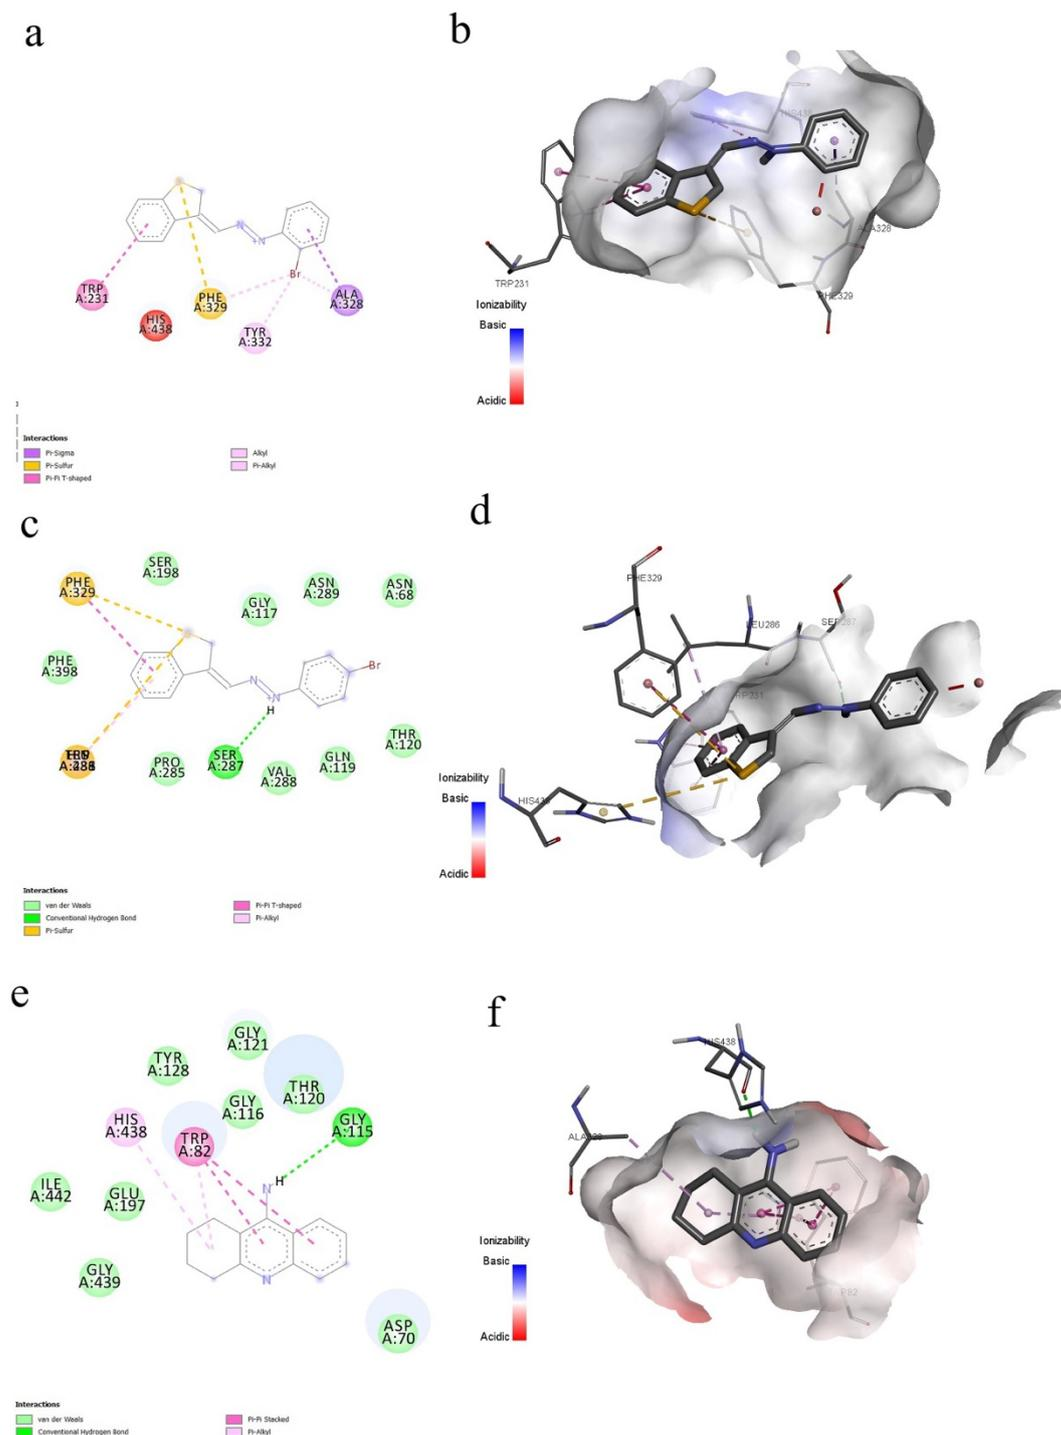 a
TRP
A:231
HIS
A:438
PHE
A:329
TYR
A:332
ALA
A:328
N
N
Br
Interactions
Pi-Sigma
Pi-Sulfur
Pi-Pi T-shaped
Alkyl
Pi-Alkyl
b
TRP231
ALA328
PHE329
Ionizability
Basic
Acidic
c
PHE
A:329
SER
A:198
GLY
A:117
ASN
A:289
ASN
A:68
PHE
A:398
PRO
A:285
SER
A:287
VAL
A:288
GLN
A:119
THR
A:120
N
N
H
Br
Interactions
van der Waals
Conventional Hydrogen Bond
Pi-Sulfur
Pi-Pi T-shaped
Pi-Alkyl
d
PHE329
LEU286
SER287
Ionizability
Basic
Acidic
e
TYR
A:128
GLY
A:121
THR
A:120
GLY
A:116
GLY
A:115
HIS
A:438
TRP
A:82
ILE
A:442
GLU
A:197
GLY
A:439
ASP
A:70
N
H
N
Interactions
van der Waals
Conventional Hydrogen Bond
Pi-Pi Stacked
Pi-Alkyl
f
HIS438
Ionizability
Basic
Acidic